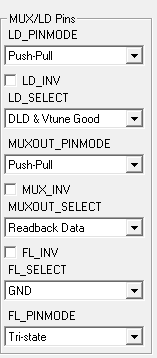 MUX/LD Pins
LD_PINMODE
Push-Pull
LD_INV
LD_SELECT
DLD & Vtune Good
MUXOUT_PINMODE
Push-Pull
MUX_INV
MUXOUT_SELECT
Readback Data
FL_INV
FL_SELECT
GND
FL_PINMODE
Tri-state